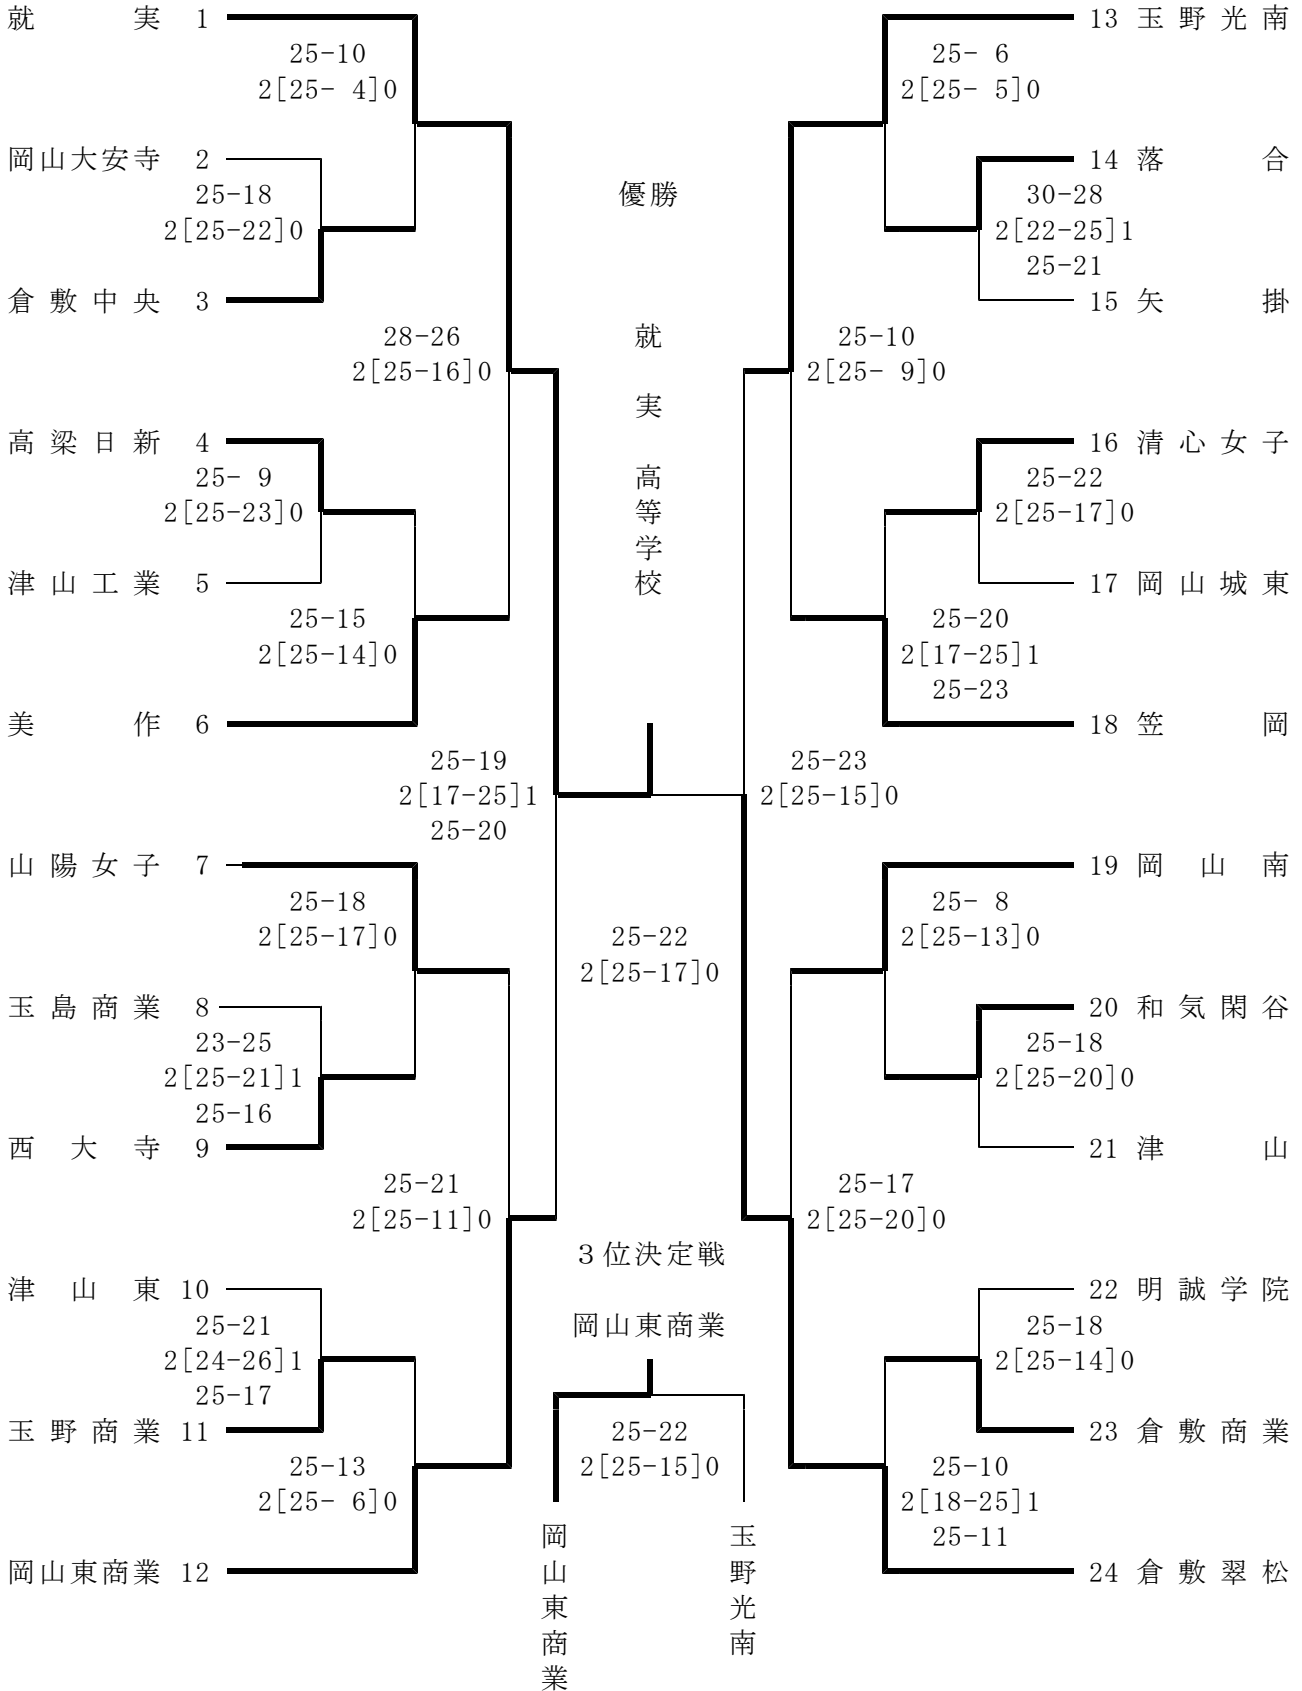 就実 1
25-10
2[25- 4]0
岡山大安寺 2
25-18
2[25-22]0
倉敷中央 3
28-26
2[25-16]0
高梁日新 4
25- 9
2[25-23]0
津山工業 5
25-15
2[25-14]0
美作 6
25-19
2[17-25]1
25-20
山陽女子 7
25-18
2[25-17]0
玉島商業 8
23-25
2[25-21]1
25-16
西大寺 9
25-21
2[25-11]0
津山東 10
25-21
2[24-26]1
25-17
玉野商業 11
25-13
2[25- 6]0
岡山東商業 12
優勝
就実高等学校
25-22
2[25-17]0
3位決定戦
岡山東商業
25-22
2[25-15]0
岡山東商業
玉野光南
13 玉野光南
25- 6
2[25- 5]0
14 落合
30-28
2[22-25]1
25-21
15 矢掛
25-10
2[25- 9]0
16 清心女子
25-22
2[25-17]0
17 岡山城東
25-20
2[17-25]1
25-23
18 笠岡
25-23
2[25-15]0
19 岡山南
25- 8
2[25-13]0
20 和気閑谷
25-18
2[25-20]0
21 津山
25-17
2[25-20]0
22 明誠学院
25-18
2[25-14]0
23 倉敷商業
25-10
2[18-25]1
25-11
24 倉敷翠松